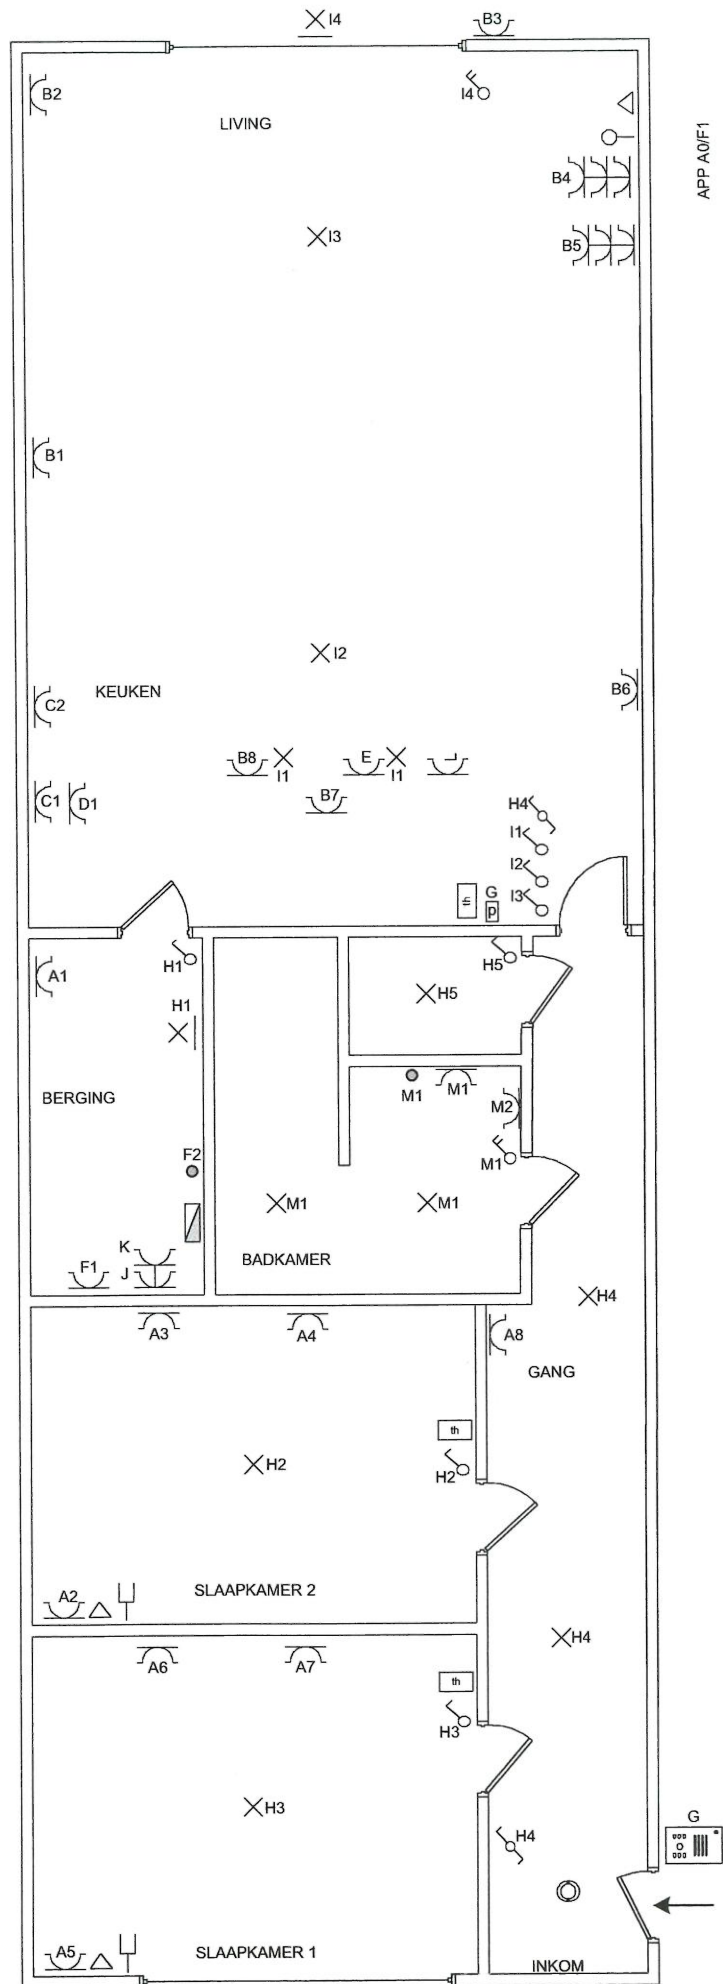 I4
B3
B2
I4
LIVING
APP A0/F1
B4
I3
B5
B1
I2
KEUKEN
B6
C2
B8
I1
E
I1
L
C1
D1
B7
H4
I1
I2
I3
th
G
p
H1
H5
A1
H5
H1
BERGING
M1
M1
M2
F2
M1
M1
M1
K
BADKAMER
F1
J
H4
A3
A4
A8
GANG
th
H2
H2
A2
SLAAPKAMER 2
H4
A6
A7
th
H3
H3
G
H4
A5
SLAAPKAMER 1
INKOM